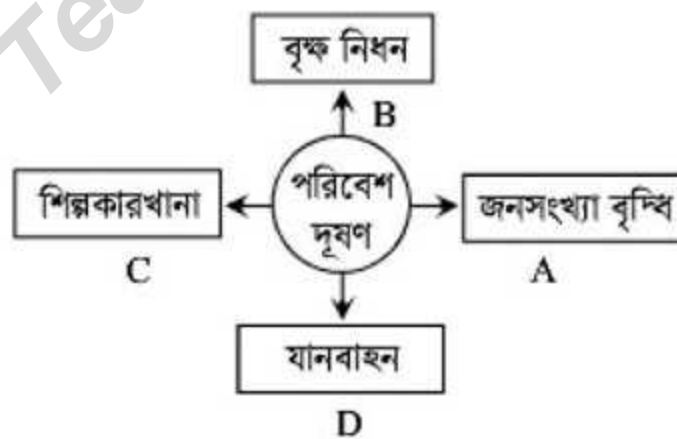 বৃক্ষ নিধন
B
পরিবেশ
দূষণ
শিল্পকারখানা
C
জনসংখ্যা বৃদ্ধি
A
যানবাহন
D